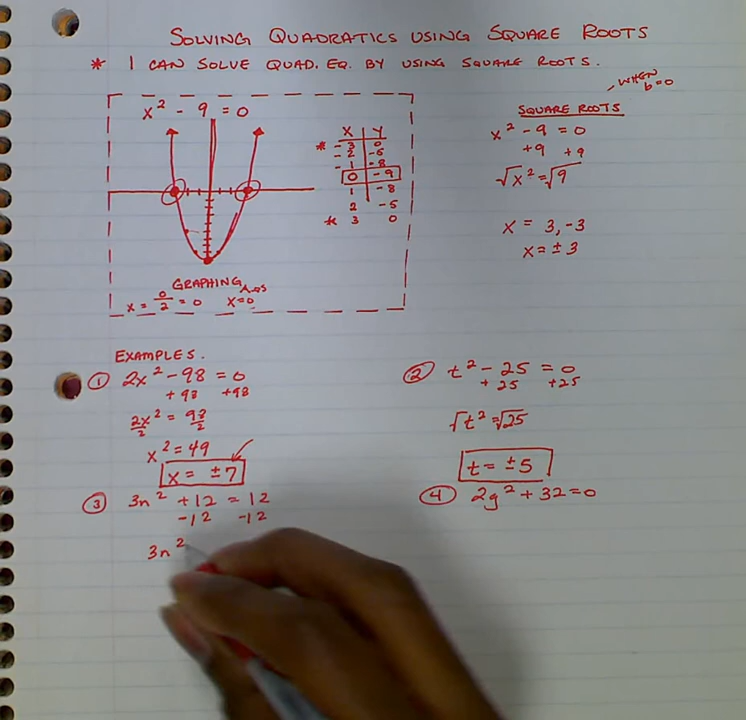 SOLVING QUADRATICS USING SQUARE ROOTS
* I CAN SOLVE QUAD. EQ. BY USING SQUARE ROOTS.
WHEN
b=0
x² - 9 = 0
X Y
* -3 0
-2 -5
-1 -8
0 -9
1 -8
2 -5
* 3 0
GRAPHING
AOS
x = 0/2 = 0 x=0
SQUARE ROOTS
x² - 9 = 0
+9 +9
√x² = √9
x = 3, -3
x = ±3
EXAMPLES.
① 2x² - 98 = 0
+98 +98
2x²/2 = 98/2
x² = 49
x = ±7
② t² - 25 = 0
+25 +25
√t² = √25
t = ±5
③ 3n² + 12 = 12
-12 -12
3n²
④ 2g² + 32 = 0